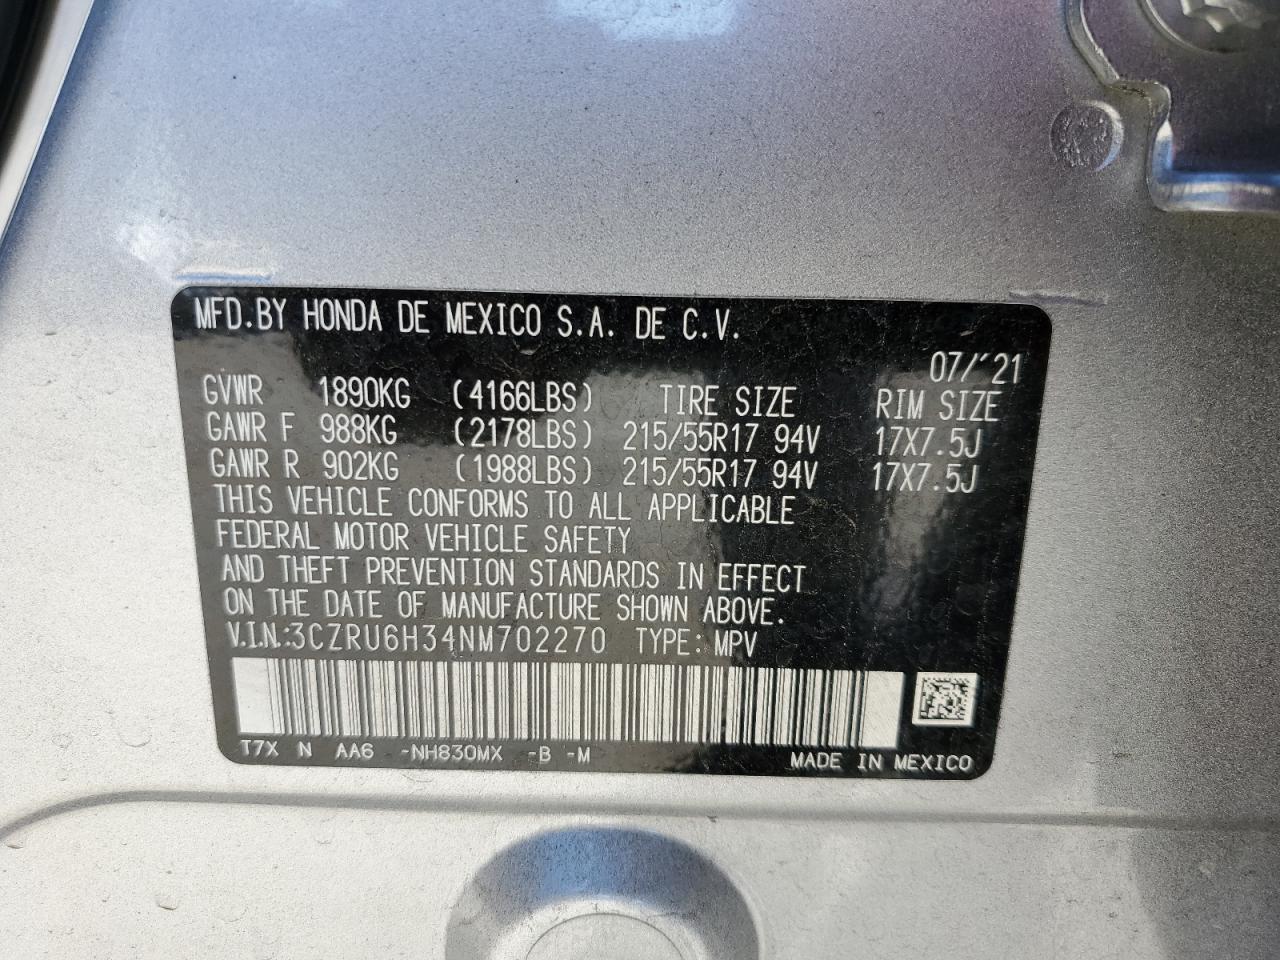 MFD.BY HONDA DE MEXICO S.A. DE C.V.
07/'21
GVWR 1890KG (4166LBS) TIRE SIZE RIM SIZE
GAWR F 988KG (2178LBS) 215/55R17 94V 17X7.5J
GAWR R 902KG (1988LBS) 215/55R17 94V 17X7.5J
THIS VEHICLE CONFORMS TO ALL APPLICABLE
FEDERAL MOTOR VEHICLE SAFETY
AND THEFT PREVENTION STANDARDS IN EFFECT
ON THE DATE OF MANUFACTURE SHOWN ABOVE.
V.I.N.:3CZRU6H34NM702270 TYPE: MPV
T7X N AA6 -NH830MX -B -M MADE IN MEXICO